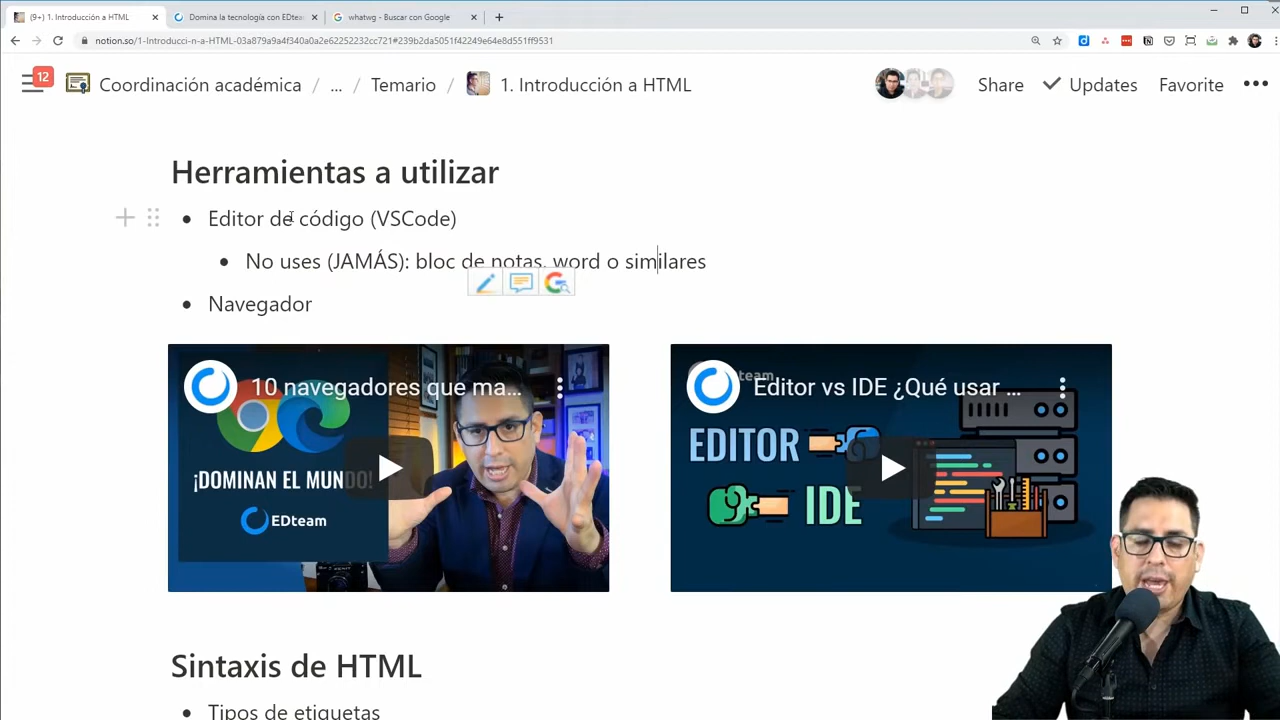 (9+) 1. Introducción a HTML
Domina la tecnología con EDtea
whatwg - Buscar con Google
notion.so/1-Introducci-n-a-HTML-03a879a9a4f340a0a2e62252232cc721#239b2da5051f42249e64e8d551ff9531
12
Coordinación académica / ... / Temario / 1. Introducción a HTML
Share
Updates
Favorite
Herramientas a utilizar
Editor de código (VSCode)
No uses (JAMÁS): bloc de notas, word o similares
Navegador
10 navegadores que ma...
¡DOMINAN EL MUNDO!
EDteam
Editor vs IDE ¿Qué usar ...
EDITOR
IDE
Sintaxis de HTML
Tipos de etiquetas